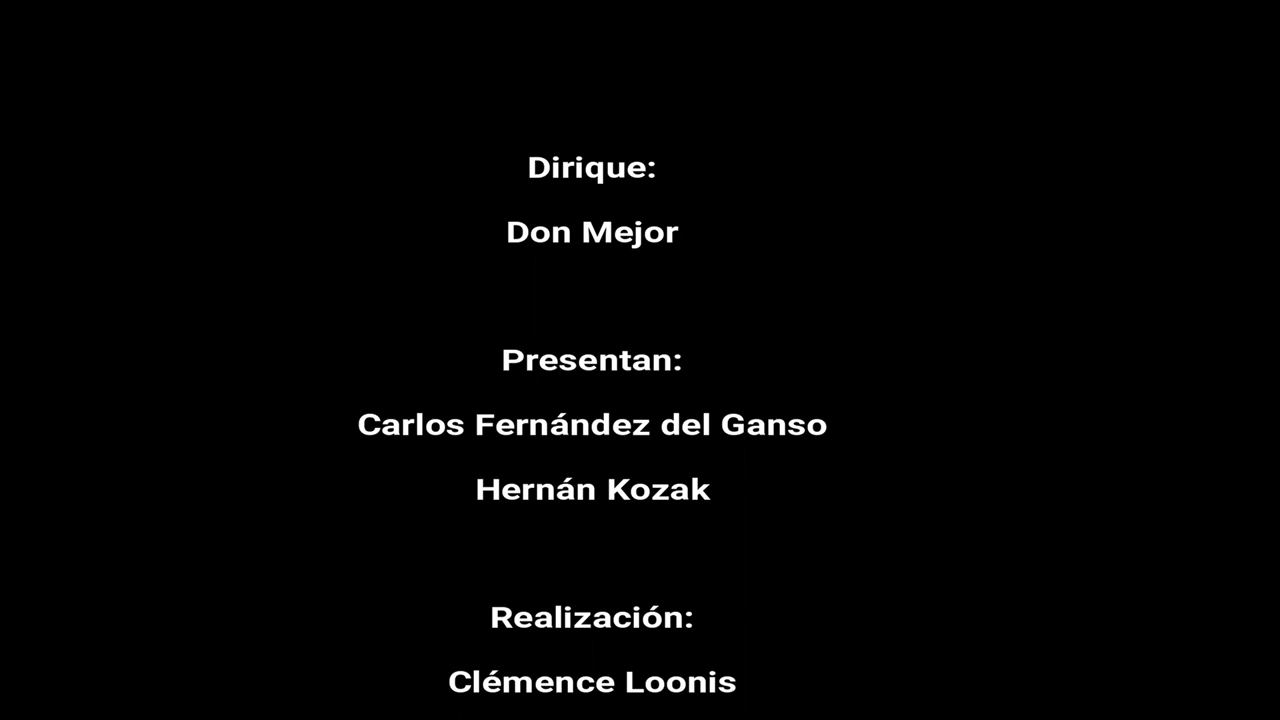 Dirique:
Don Mejor
Presentan:
Carlos Fernández del Ganso
Hernán Kozak
Realización:
Clémence Loonis